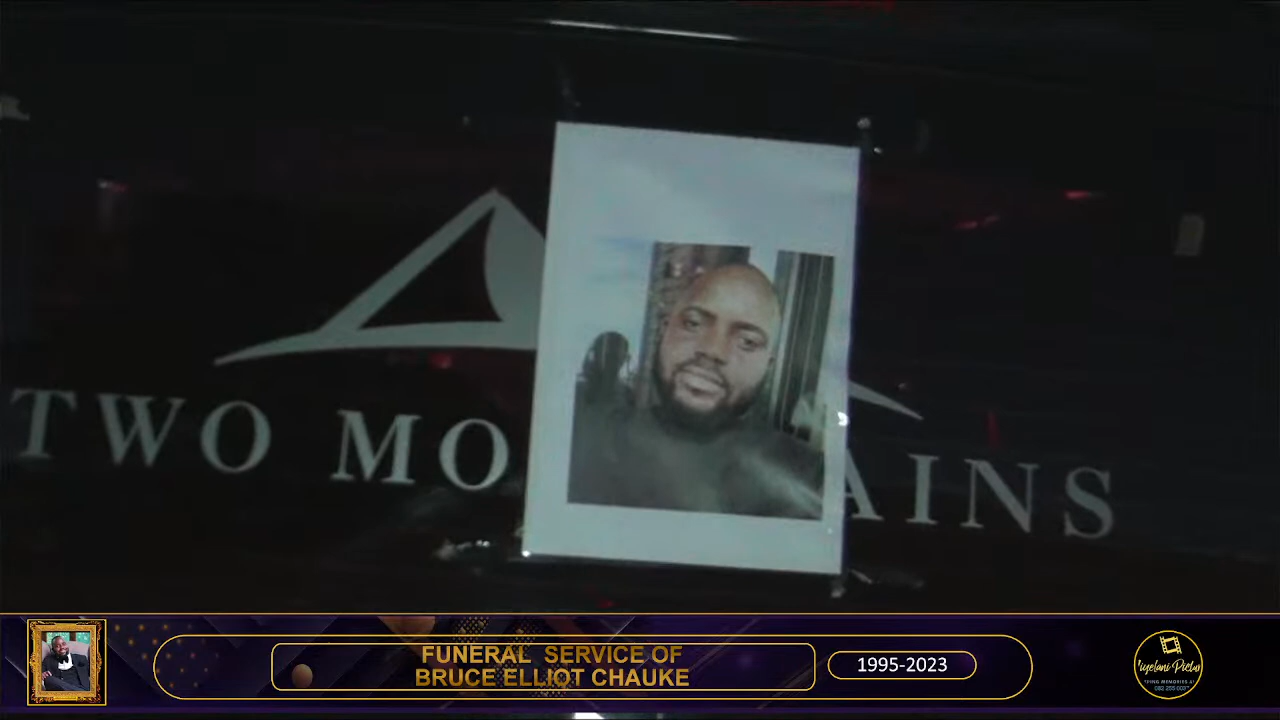 TWO MO AINS
FUNERAL SERVICE OF
BRUCE ELLIOT CHAUKE
1995-2023